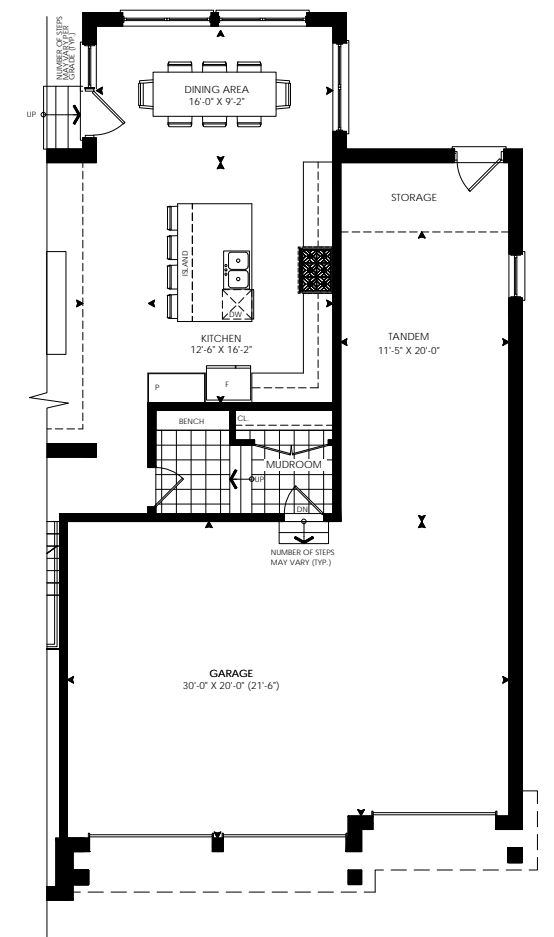 NUMBER OF STEPS
MAY VARY PER
GRADE (TYP.)
UP
DINING AREA
16'-0" X 9'-2"
STORAGE
ISLAND
DW
KITCHEN
12'-6" X 16'-2"
TANDEM
11'-5" X 20'-0"
P
F
BENCH
CL.
MUDROOM
UP
DN
NUMBER OF STEPS
MAY VARY (TYP.)
GARAGE
30'-0" X 20'-0" (21'-6")